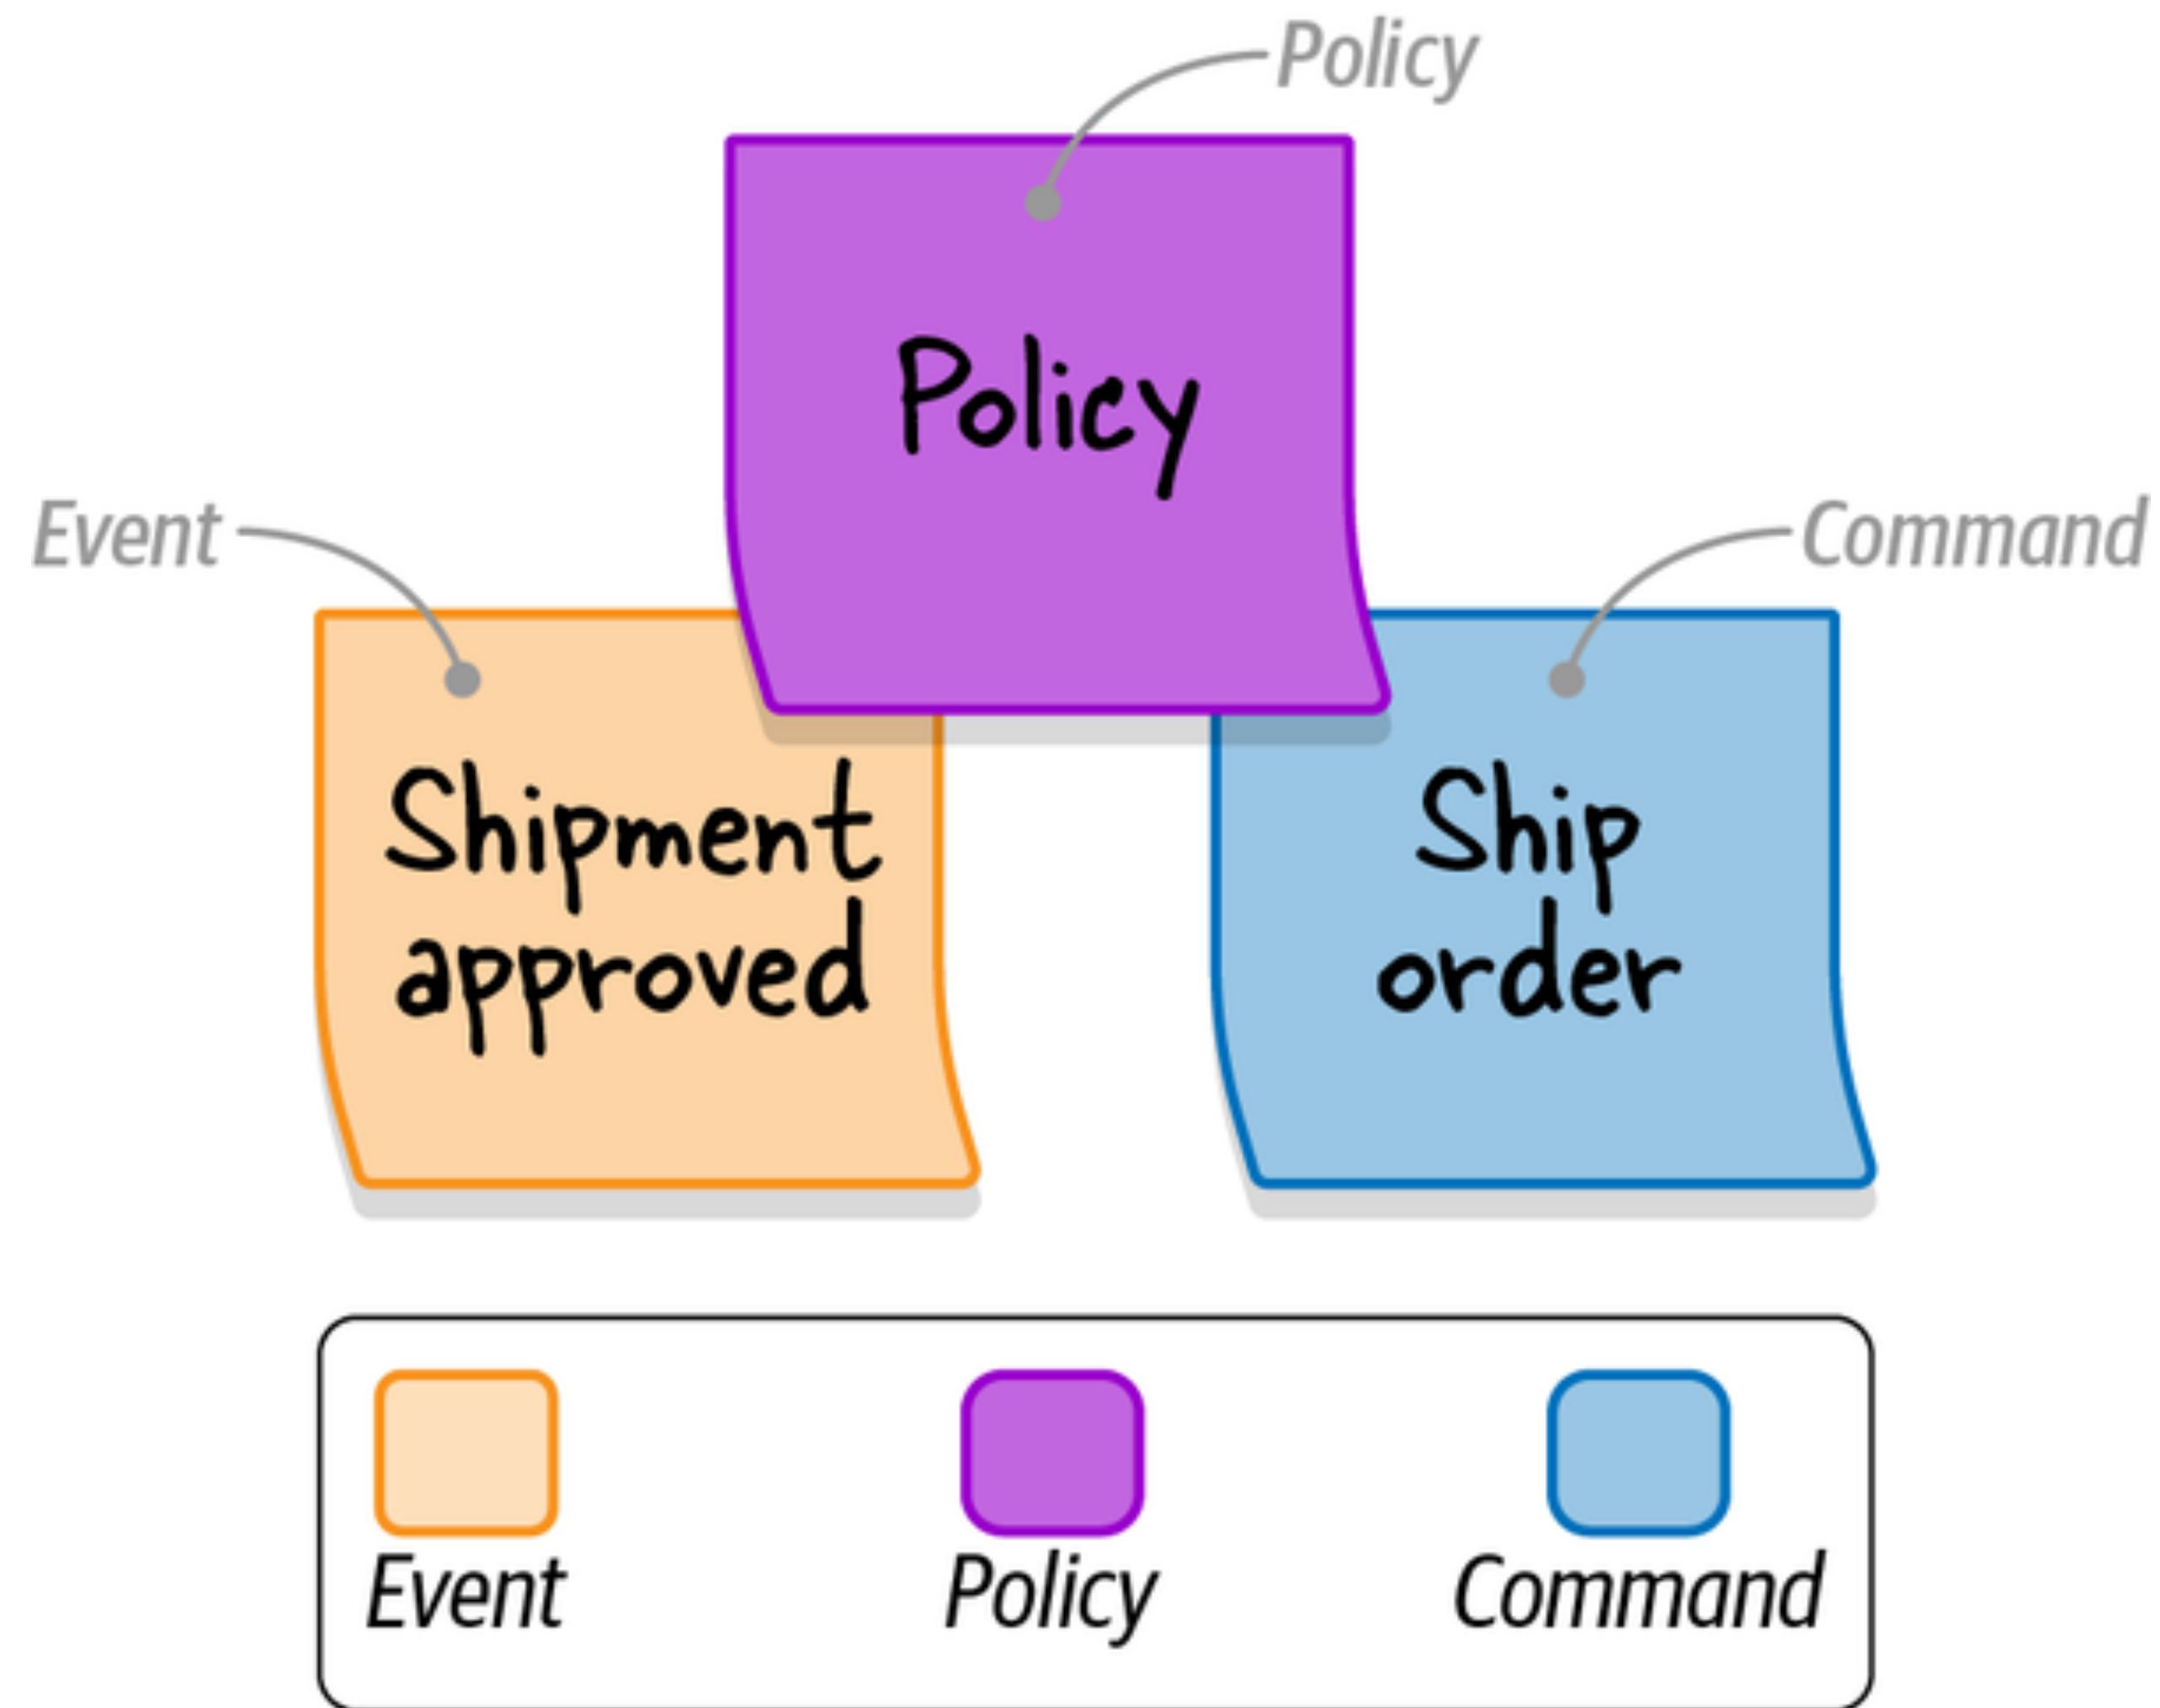 Policy
Policy
Event
Command
Shipment
approved
Ship
order
Event
Policy
Command